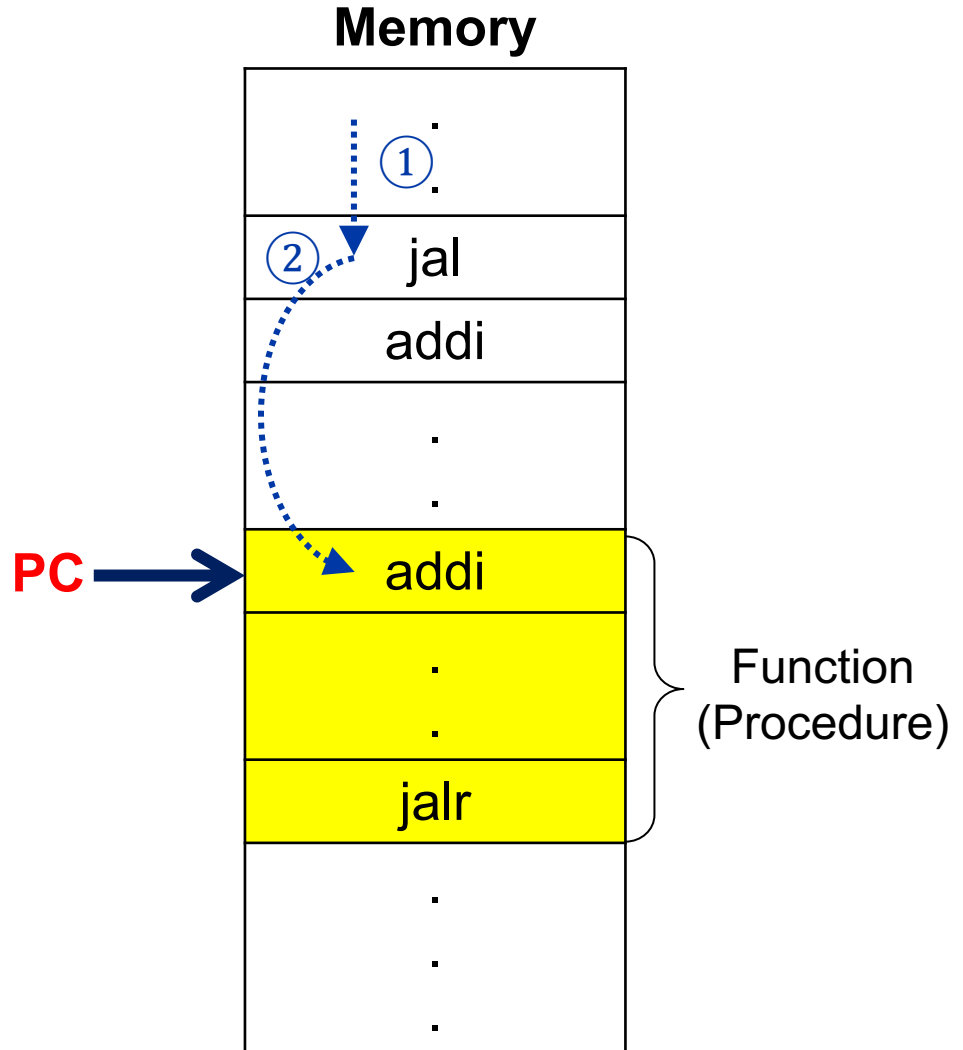 Memory
.
①
.
②
jal
addi
.
.
PC
addi
.
.
Function
(Procedure)
jalr
.
.
.